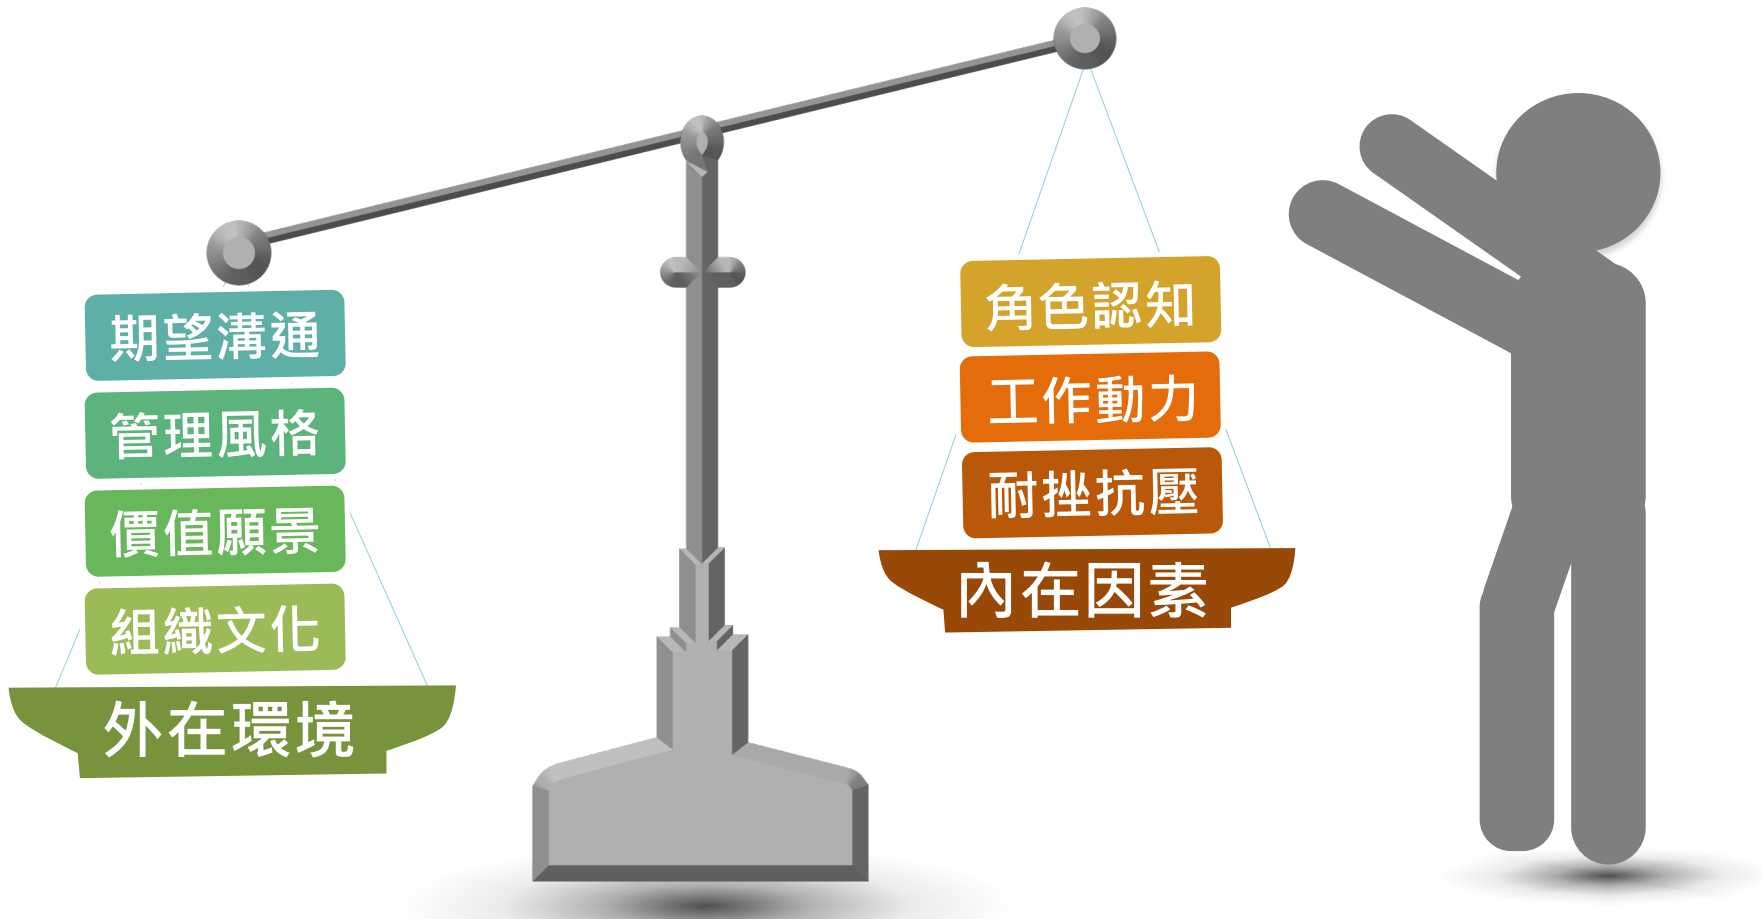 期望溝通
管理風格
價值願景
組織文化
外在環境
角色認知
工作動力
耐挫抗壓
內在因素